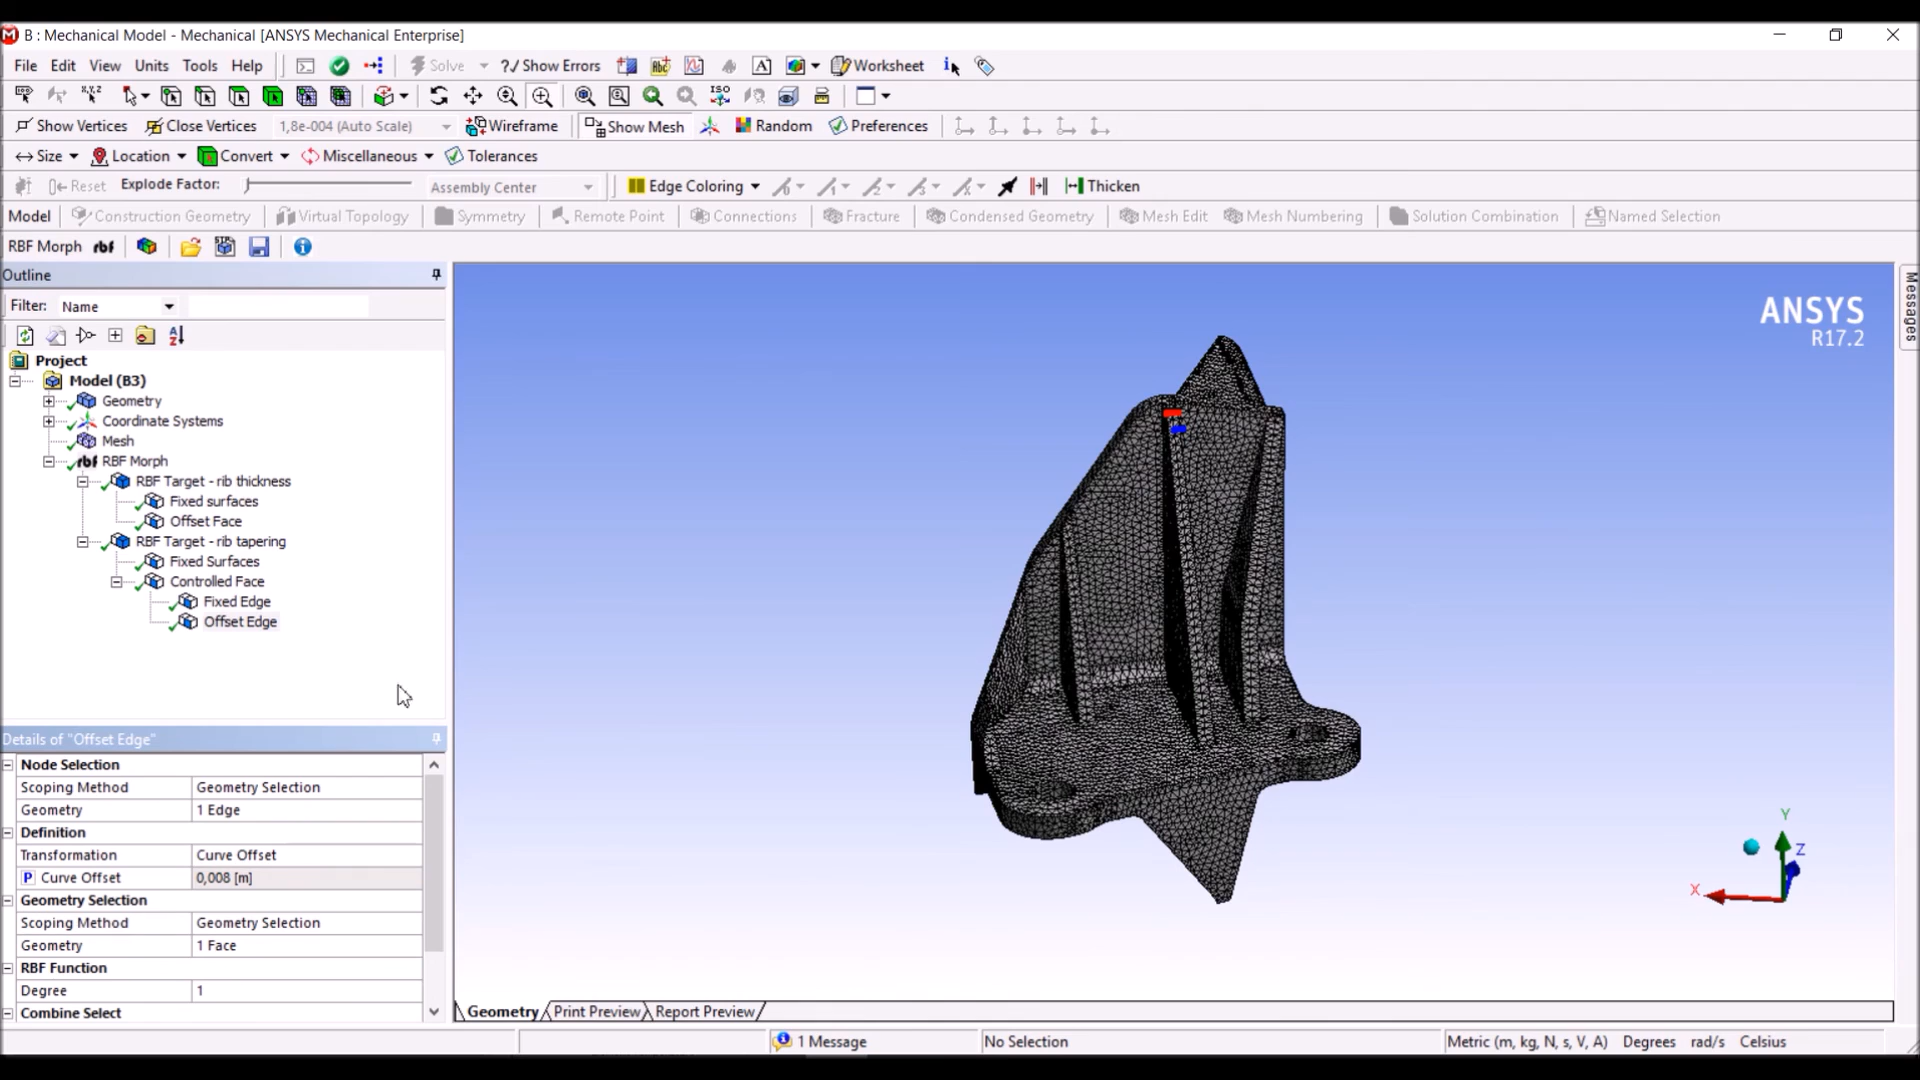 B : Mechanical Model - Mechanical [ANSYS Mechanical Enterprise]
File Edit View Units Tools Help Solve ?/ Show Errors Worksheet
Show Vertices Close Vertices 1,8e-004 (Auto Scale) Wireframe Show Mesh Random Preferences
Size Location Convert Miscellaneous Tolerances
Reset Explode Factor: Assembly Center Edge Coloring Thicken
Model Construction Geometry Virtual Topology Symmetry Remote Point Connections Fracture Condensed Geometry Mesh Edit Mesh Numbering Solution Combination Named Selection
RBF Morph rbf
Outline
Filter: Name
Project
Model (B3)
Geometry
Coordinate Systems
Mesh
rbf RBF Morph
RBF Target - rib thickness
Fixed surfaces
Offset Face
RBF Target - rib tapering
Fixed Surfaces
Controlled Face
Fixed Edge
Offset Edge
Details of "Offset Edge"
Node Selection
Scoping Method Geometry Selection
Geometry 1 Edge
Definition
Transformation Curve Offset
P Curve Offset 0,008 [m]
Geometry Selection
Scoping Method Geometry Selection
Geometry 1 Face
RBF Function
Degree 1
Combine Select
ANSYS
R17.2
Messages
Y
Z
X
Geometry Print Preview Report Preview
1 Message No Selection Metric (m, kg, N, s, V, A) Degrees rad/s Celsius